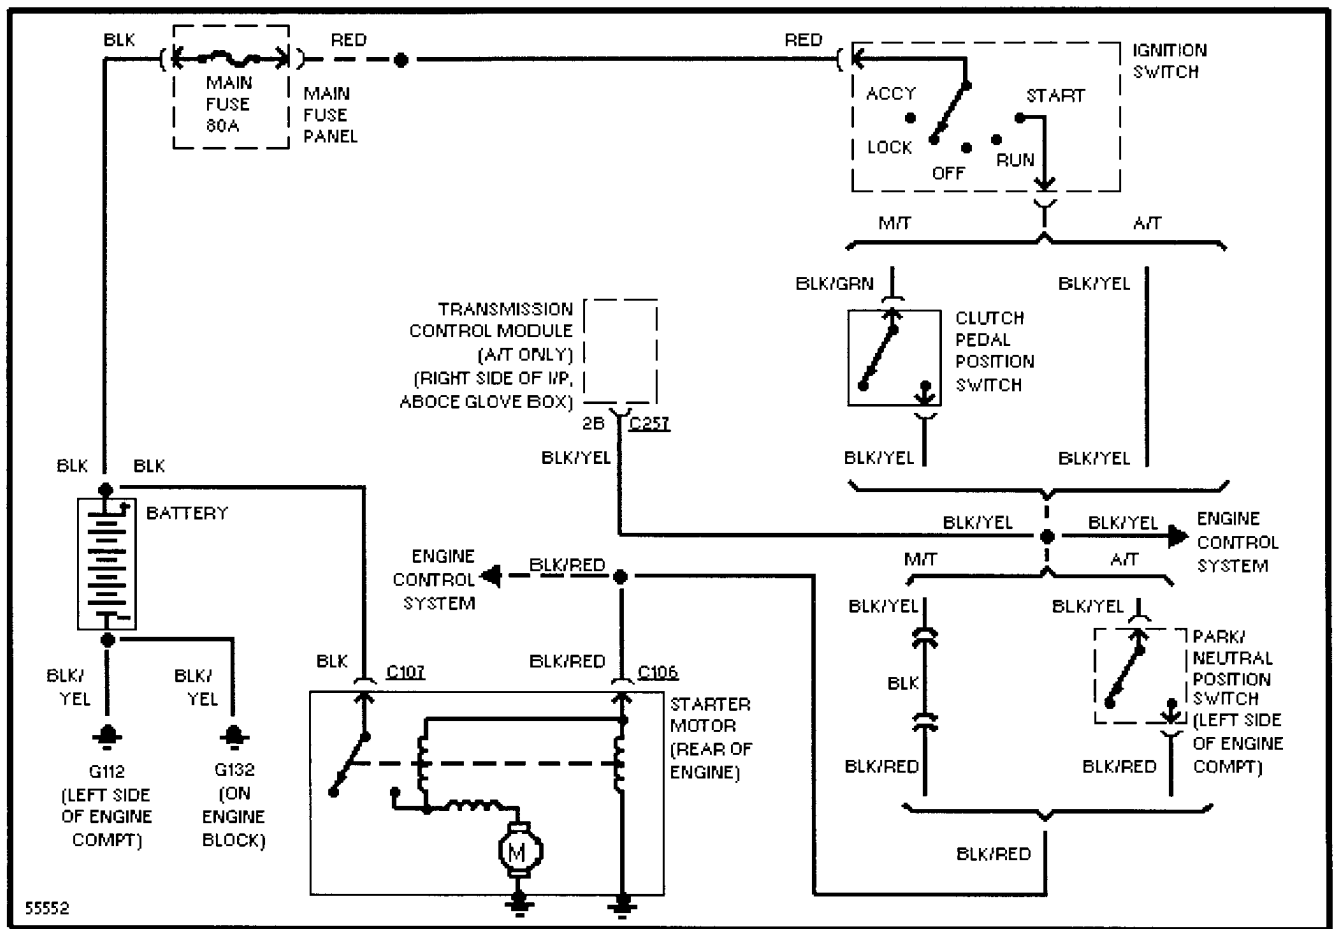 BLK
RED
RED
IGNITION
SWITCH
MAIN
FUSE
80A
MAIN
FUSE
PANEL
ACCY
START
LOCK
OFF
RUN
M/T
A/T
BLK/GRN
BLK/YEL
TRANSMISSION
CONTROL MODULE
(A/T ONLY)
(RIGHT SIDE OF I/P,
ABOCE GLOVE BOX)
CLUTCH
PEDAL
POSITION
SWITCH
2B
C257
BLK/YEL
BLK/YEL
BLK/YEL
BLK
BLK
BATTERY
BLK/YEL
BLK/YEL
ENGINE
CONTROL
SYSTEM
ENGINE
CONTROL
SYSTEM
BLK/RED
M/T
A/T
BLK/YEL
BLK/YEL
PARK/
NEUTRAL
POSITION
SWITCH
(LEFT SIDE
OF ENGINE
COMPT)
BLK/
YEL
BLK/
YEL
BLK
C107
BLK/RED
C106
STARTER
MOTOR
(REAR OF
ENGINE)
BLK
BLK/RED
BLK/RED
G112
(LEFT SIDE
OF ENGINE
COMPT)
G132
(ON
ENGINE
BLOCK)
M
BLK/RED
55552